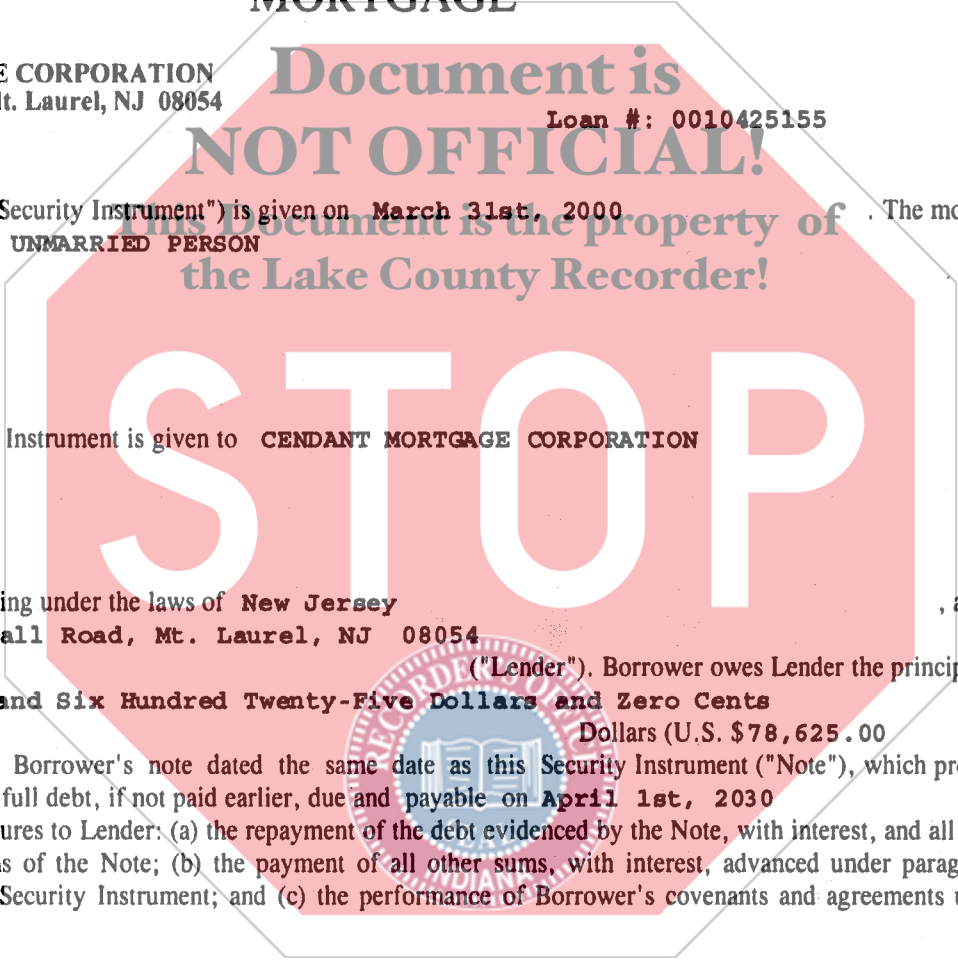 MORTGAGE
Document is
E CORPORATION
Mt. Laurel, NJ 08054
Loan #: 0010425155
NOT OFFICIAL!
Security Instrument") is given on March 31st, 2000 . The mo
This Document is the property of
UNMARRIED PERSON
the Lake County Recorder!
STOP
Instrument is given to CENDANT MORTGAGE CORPORATION
ing under the laws of New Jersey , a
all Road, Mt. Laurel, NJ 08054
("Lender"). Borrower owes Lender the princip
and Six Hundred Twenty-Five Dollars and Zero Cents
Dollars (U.S. $78,625.00
Borrower's note dated the same date as this Security Instrument ("Note"), which pro
full debt, if not paid earlier, due and payable on April 1st, 2030
ures to Lender: (a) the repayment of the debt evidenced by the Note, with interest, and all
s of the Note; (b) the payment of all other sums, with interest, advanced under parag
Security Instrument; and (c) the performance of Borrower's covenants and agreements u
RECORDER'S OFFICE
INDIANA